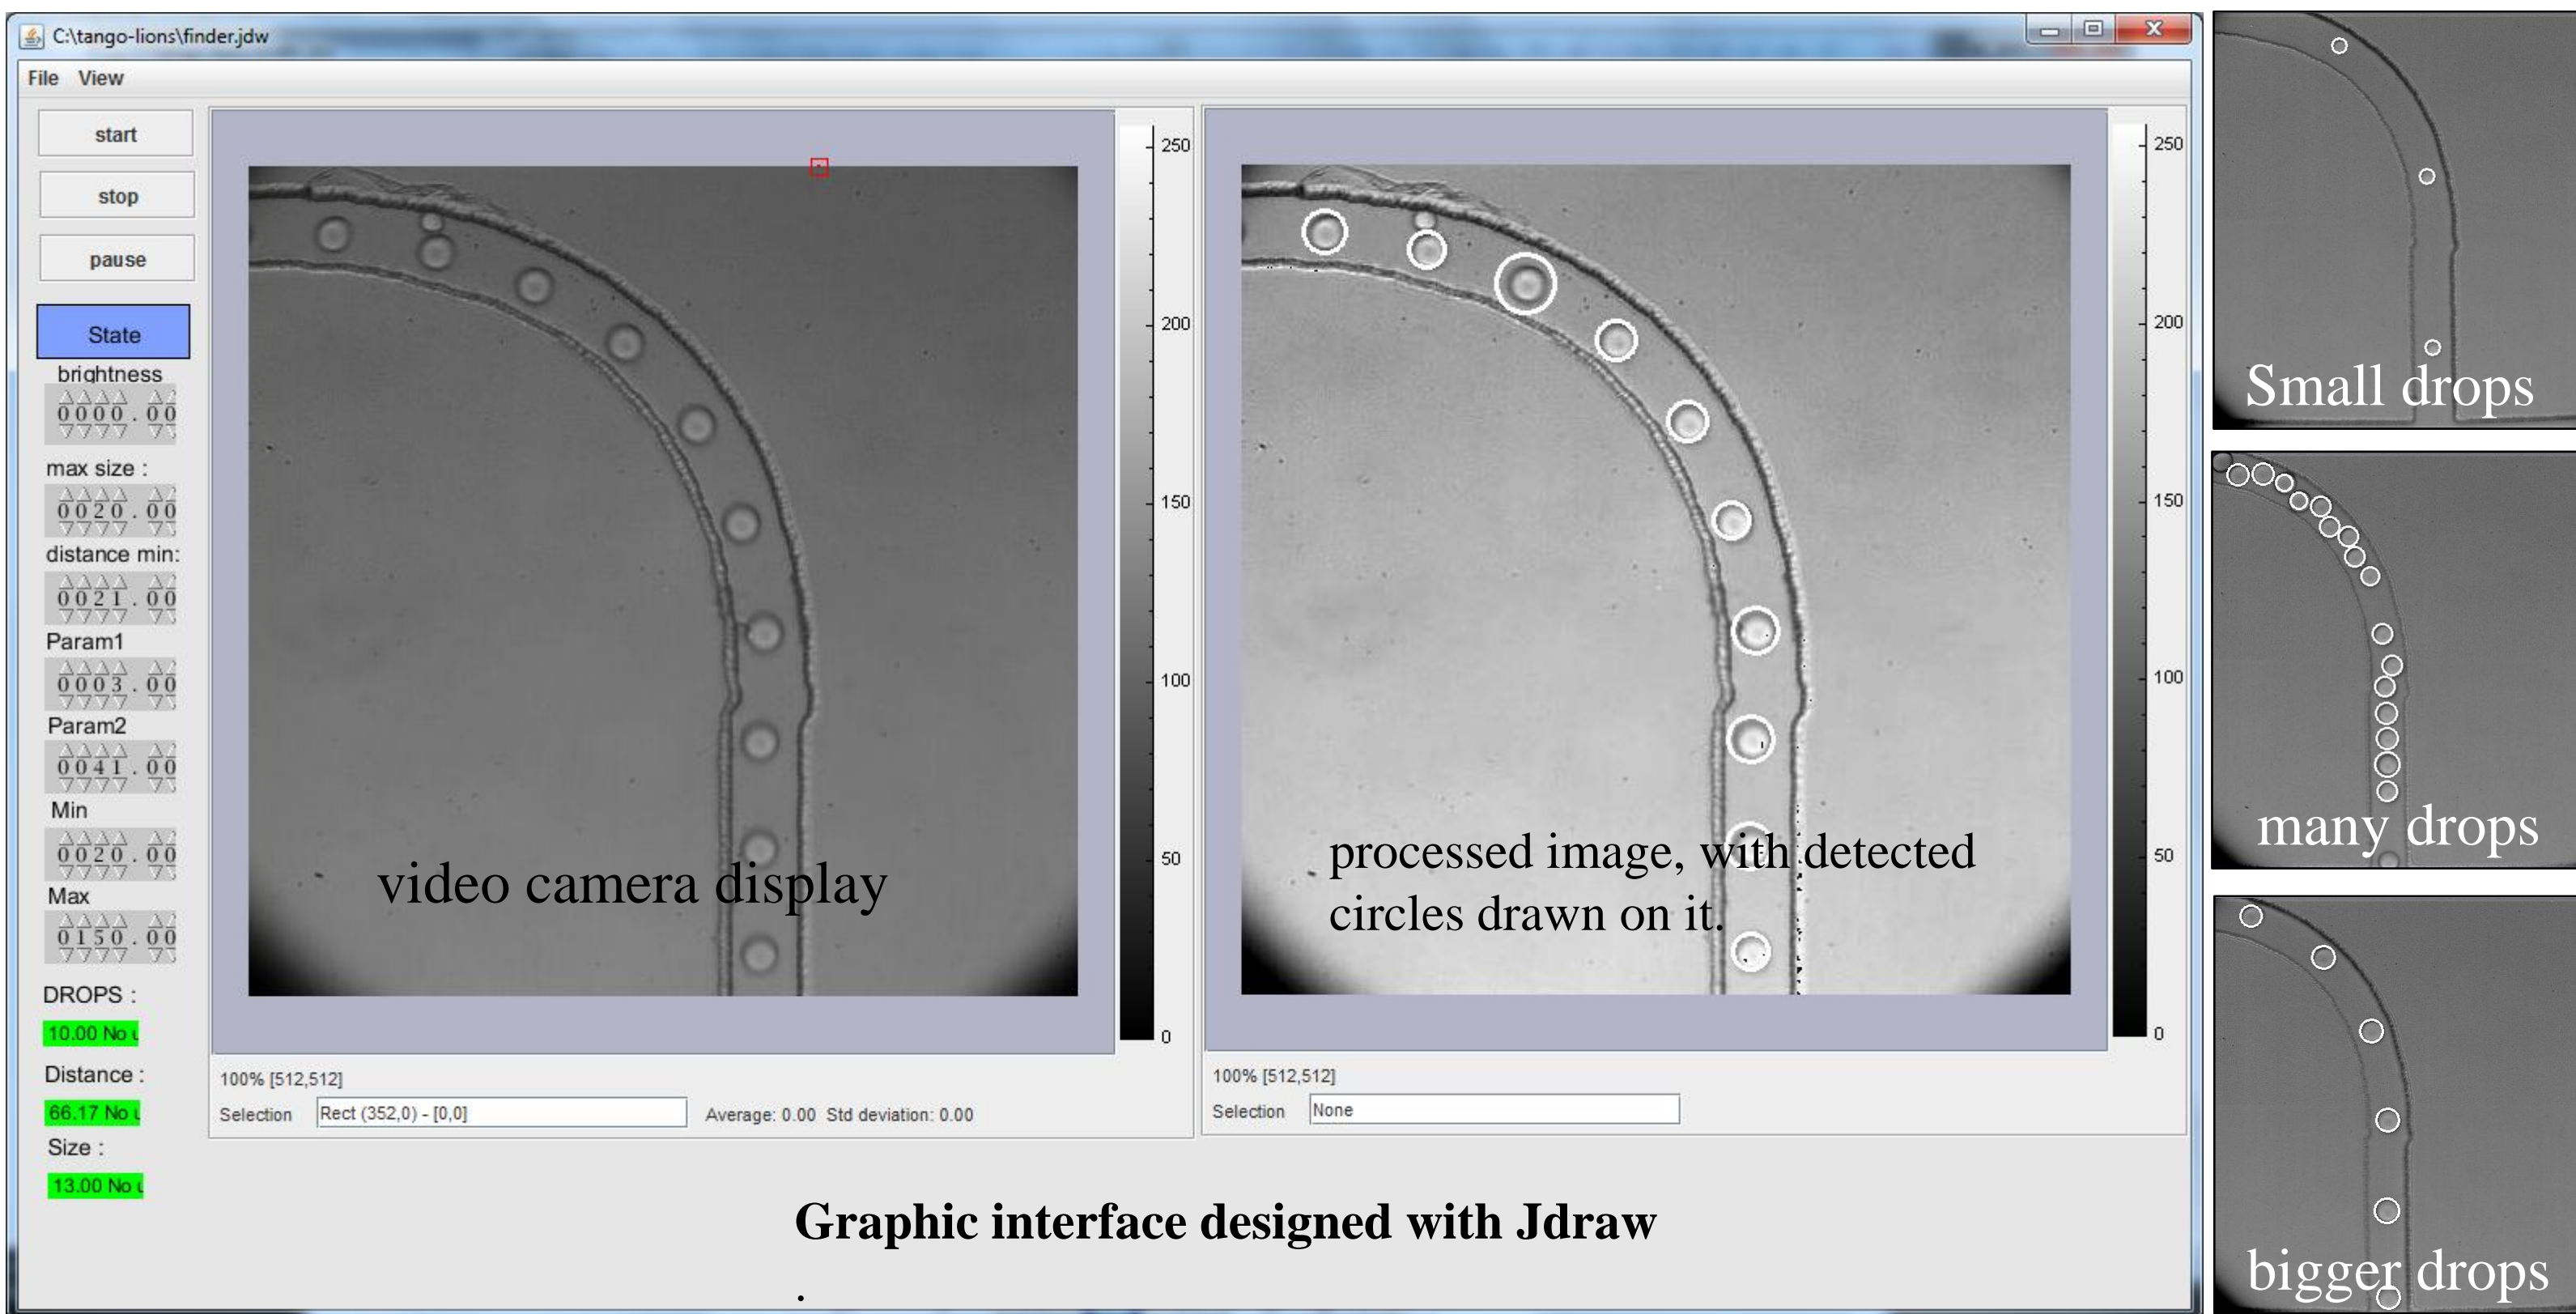 C:\tango-lions\finder.jdw
File View
start
stop
pause
State
brightness
0000.00
max size :
0020.00
distance min:
0021.00
Param1
0003.00
Param2
0041.00
Min
0020.00
Max
0150.00
DROPS :
10.00 No
Distance :
66.17 No
Size :
13.00 No
250
200
150
100
50
0
video camera display
100% [512,512]
Selection Rect (352,0) - [0,0] Average: 0.00 Std deviation: 0.00
250
200
150
100
50
0
processed image, with detected
circles drawn on it.
100% [512,512]
Selection None
Graphic interface designed with Jdraw
.
Small drops
many drops
bigger drops